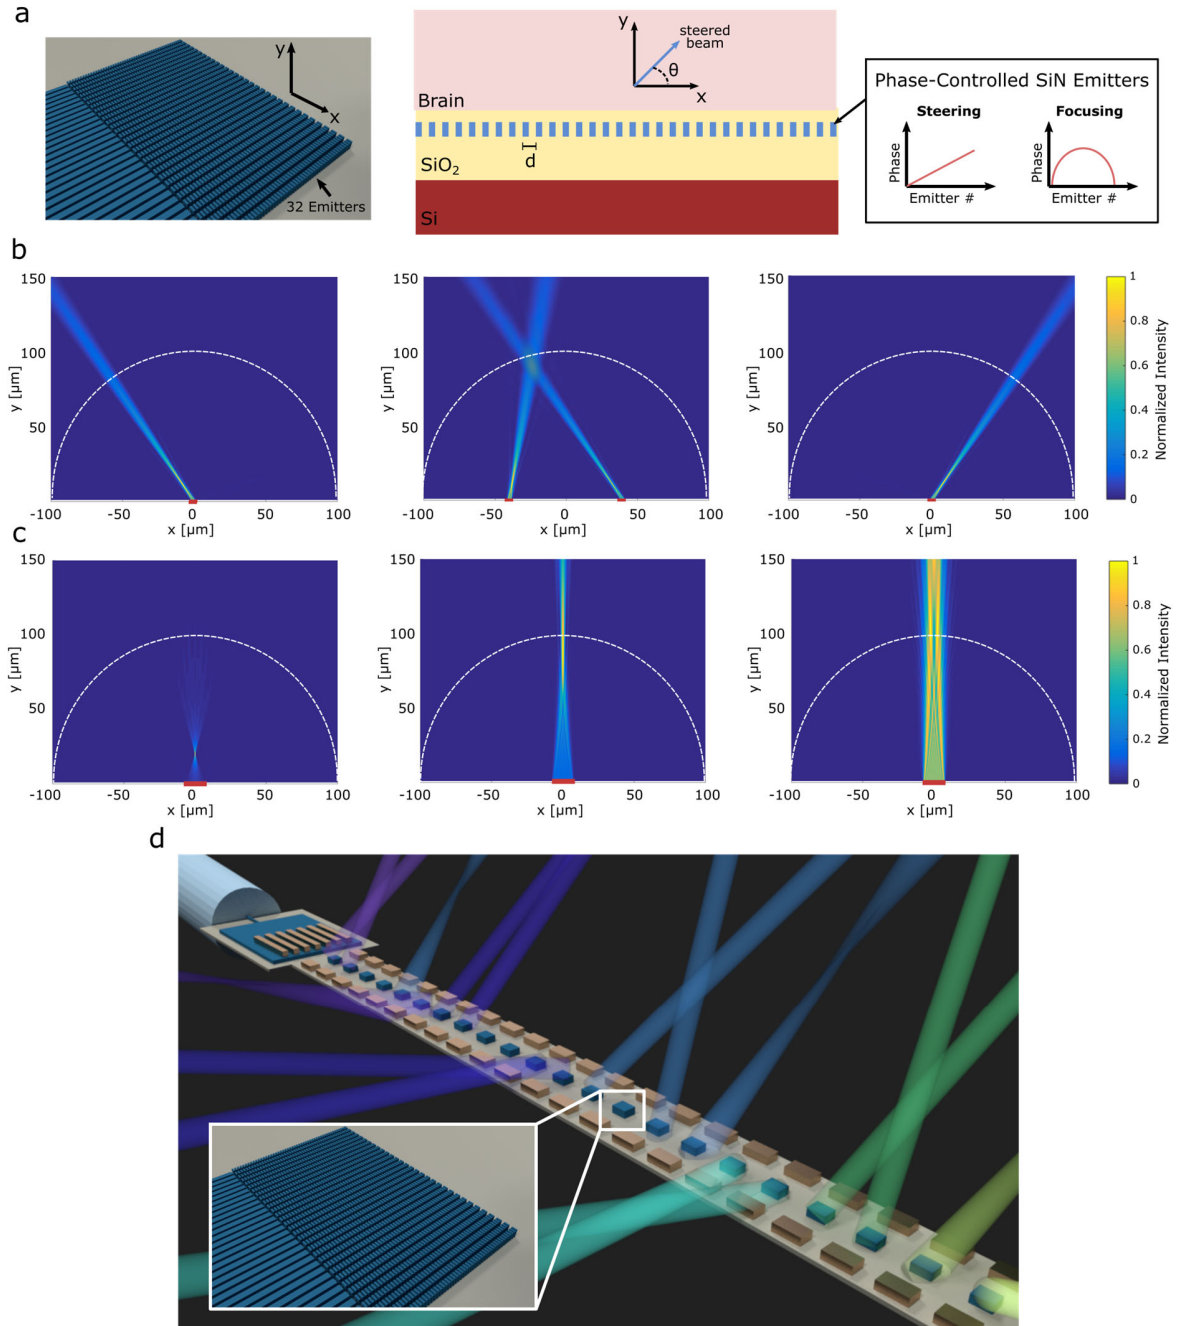 a
y
x
32 Emitters
y
steered
beam
θ
x
Brain
d
SiO₂
Si
Phase-Controlled SiN Emitters
Steering
Focusing
Phase
Emitter #
Phase
Emitter #
b
150
100
50
y [µm]
-100 -50 0 50 100
x [µm]
150
100
50
y [µm]
-100 -50 0 50 100
x [µm]
150
100
50
y [µm]
-100 -50 0 50 100
x [µm]
1
0.8
0.6
0.4
0.2
0
Normalized Intensity
c
150
100
50
y [µm]
-100 -50 0 50 100
x [µm]
150
100
50
y [µm]
-100 -50 0 50 100
x [µm]
150
100
50
y [µm]
-100 -50 0 50 100
x [µm]
1
0.8
0.6
0.4
0.2
0
Normalized Intensity
d